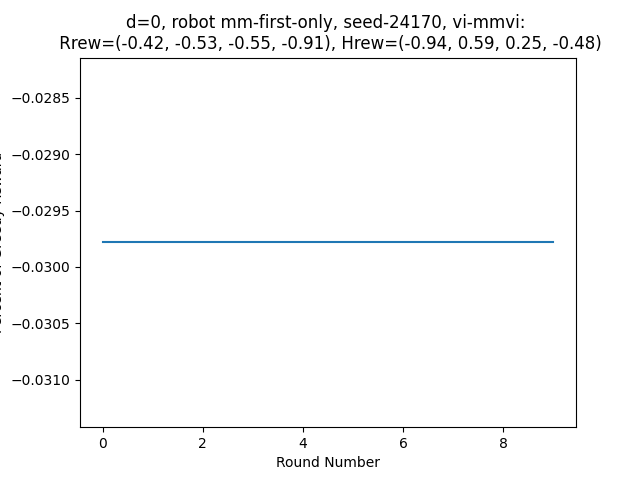 d=0, robot mm-first-only, seed-24170, vi-mmvi:
Rrew=(-0.42, -0.53, -0.55, -0.91), Hrew=(-0.94, 0.59, 0.25, -0.48)
−0.0285
−0.0290
−0.0295
−0.0300
−0.0305
−0.0310
0 2 4 6 8
Round Number